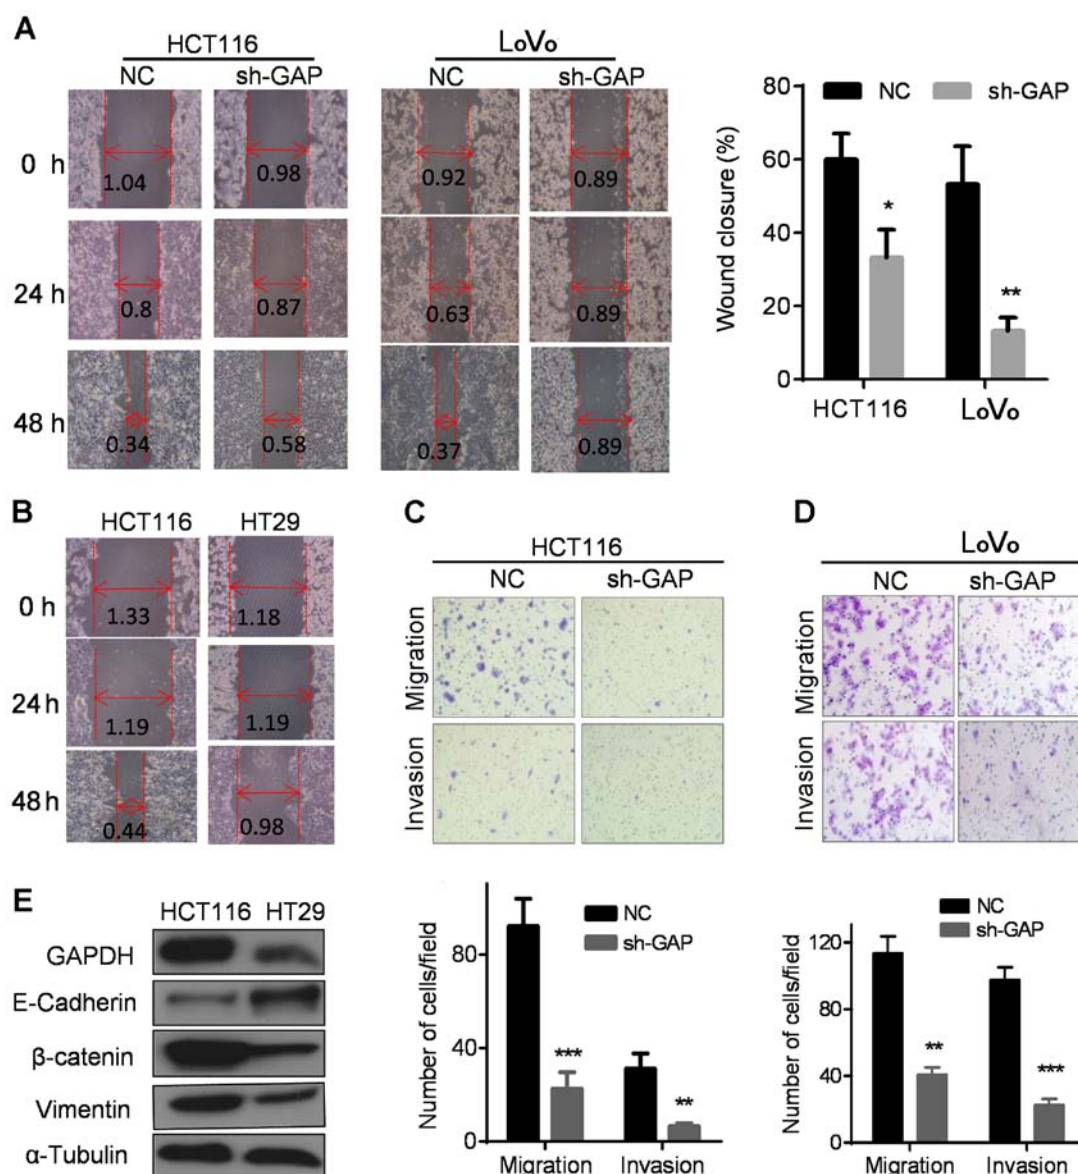 A
HCT116
LoVo
NC sh-GAP
NC sh-GAP
0 h
1.04
0.98
0.92
0.89
24 h
0.8
0.87
0.63
0.89
48 h
0.34
0.58
0.37
0.89
NC sh-GAP
Wound closure (%)
80
60
40
20
0
*
**
HCT116 LoVo
B
HCT116 HT29
0 h
1.33
1.18
24 h
1.19
1.19
48 h
0.44
0.98
C
HCT116
NC sh-GAP
Migration
Invasion
Number of cells/field
80
40
0
NC
sh-GAP
***
**
Migration Invasion
D
LoVo
NC sh-GAP
Migration
Invasion
Number of cells/field
120
80
40
0
NC
sh-GAP
**
***
Migration Invasion
E
HCT116 HT29
GAPDH
E-Cadherin
β-catenin
Vimentin
α-Tubulin